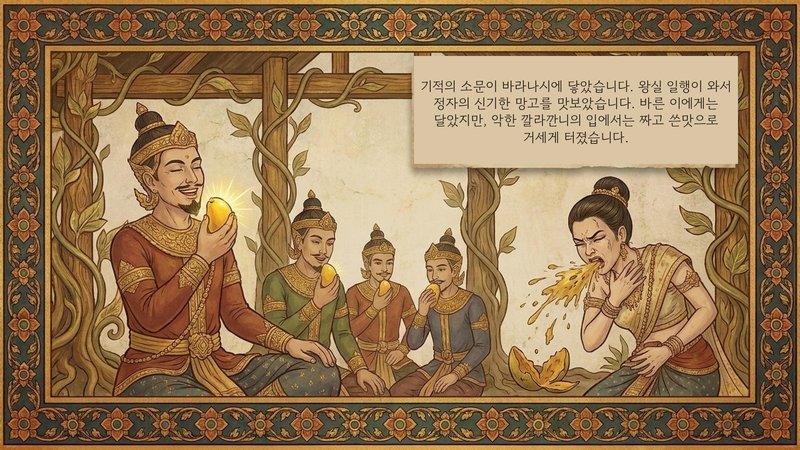 기적의 소문이 바라나시에 닿았습니다. 왕실 일행이 와서
정자의 신기한 망고를 맛보았습니다. 바른 이에게는
달았지만, 악한 깔라깐니의 입에서는 짜고 쓴맛으로
거세게 터졌습니다.